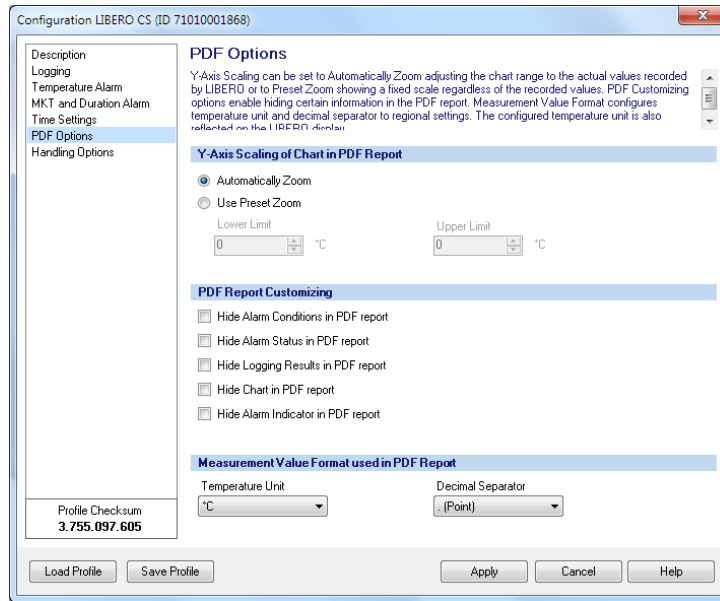 Configuration LIBERO CS (ID 71010001868)
Description
Logging
Temperature Alarm
MKT and Duration Alarm
Time Settings
PDF Options
Handling Options
Profile Checksum
3.755.097.605
PDF Options
Y-Axis Scaling can be set to Automatically Zoom adjusting the chart range to the actual values recorded
by LIBERO or to Preset Zoom showing a fixed scale regardless of the recorded values. PDF Customizing
options enable hiding certain information in the PDF report. Measurement Value Format configures
temperature unit and decimal separator to regional settings. The configured temperature unit is also
reflected on the LIBERO display
Y-Axis Scaling of Chart in PDF Report
Automatically Zoom
Use Preset Zoom
Lower Limit
Upper Limit
0 °C
0 °C
PDF Report Customizing
Hide Alarm Conditions in PDF report
Hide Alarm Status in PDF report
Hide Logging Results in PDF report
Hide Chart in PDF report
Hide Alarm Indicator in PDF report
Measurement Value Format used in PDF Report
Temperature Unit
Decimal Separator
°C
. (Point)
Load Profile
Save Profile
Apply
Cancel
Help